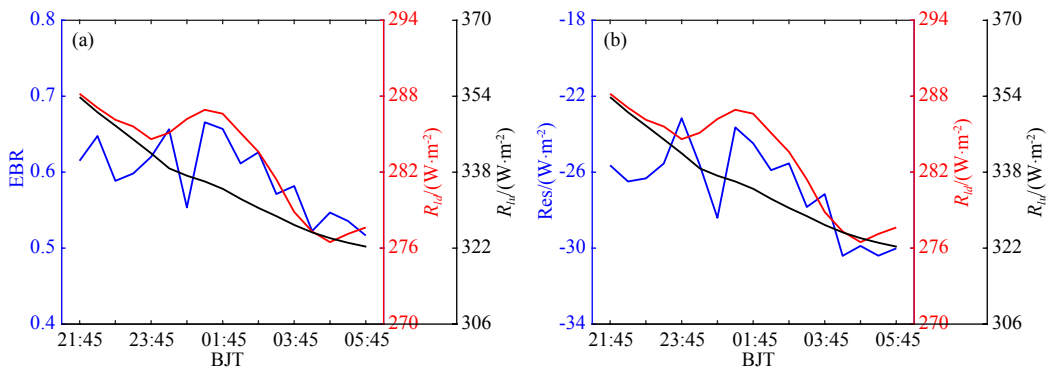 (a)
0.8
0.7
0.6
0.5
0.4
EBR
294
288
282
276
270
R_ld/(W·m⁻²)
370
354
338
322
306
R_lu/(W·m⁻²)
21:45 23:45 01:45 03:45 05:45
BJT
(b)
-18
-22
-26
-30
-34
Res/(W·m⁻²)
294
288
282
276
270
R_ld/(W·m⁻²)
370
354
338
322
306
R_lu/(W·m⁻²)
21:45 23:45 01:45 03:45 05:45
BJT